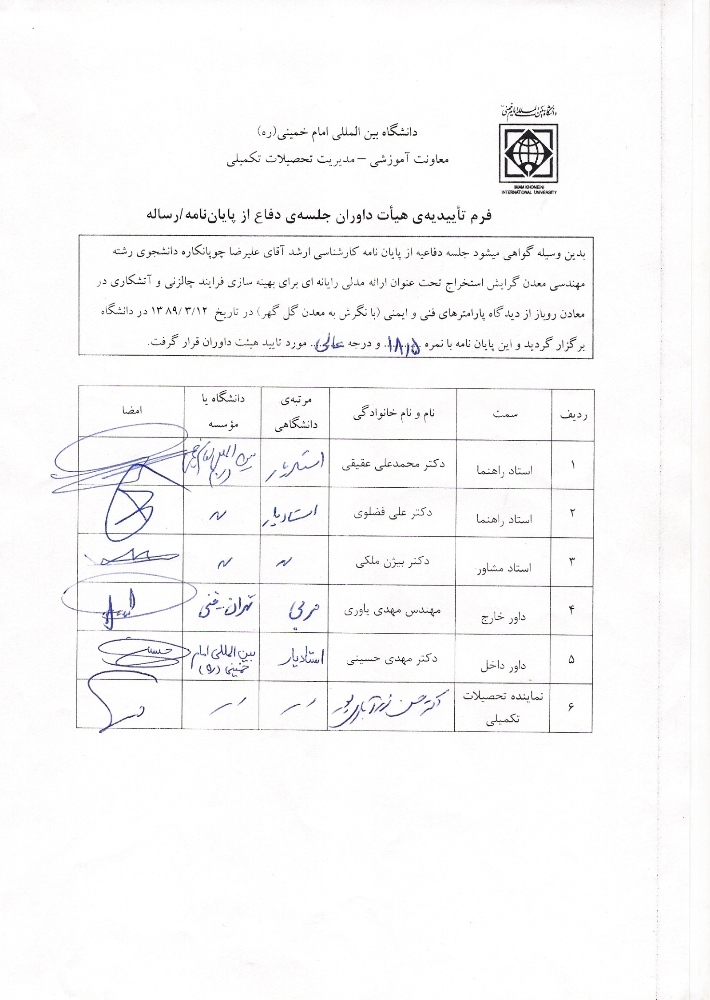 دانشگاه بین المللی امام خمینی
IMAM KHOMEINI
INTERNATIONAL UNIVERSITY
دانشگاه بین المللی امام خمینی(ره)
معاونت آموزشی – مدیریت تحصیلات تکمیلی
فرم تأییدیه‌ی هیأت داوران جلسه‌ی دفاع از پایان‌نامه/رساله
بدین وسیله گواهی میشود جلسه دفاعیه از پایان نامه کارشناسی ارشد آقای علیرضا چوپانکاره دانشجوی رشته
مهندسی معدن گرایش استخراج تحت عنوان ارائه مدلی رایانه ای برای بهینه سازی فرایند چالزنی و آتشکاری در
معادن روباز از دیدگاه پارامترهای فنی و ایمنی (با نگرش به معدن گل گهر) در تاریخ ۱۳۸۹/۳/۱۲ در دانشگاه
برگزار گردید و این پایان نامه با نمره ۱۸٫۵ و درجه عالی مورد تایید هیئت داوران قرار گرفت.
ردیف سمت نام و نام خانوادگی مرتبه‌ی دانشگاهی دانشگاه یا مؤسسه امضا
۱ استاد راهنما دکتر محمدعلی عقیقی استادیار بین المللی امام خمینی (ره)
۲ استاد راهنما دکتر علی فضلوی استادیار 〃
۳ استاد مشاور دکتر بیژن ملکی 〃 〃
۴ داور خارج مهندس مهدی یاوری مربی تهران - فنی
۵ داور داخل دکتر مهدی حسینی استادیار بین المللی امام خمینی (ره)
۶ نماینده تحصیلات تکمیلی دکتر حسن